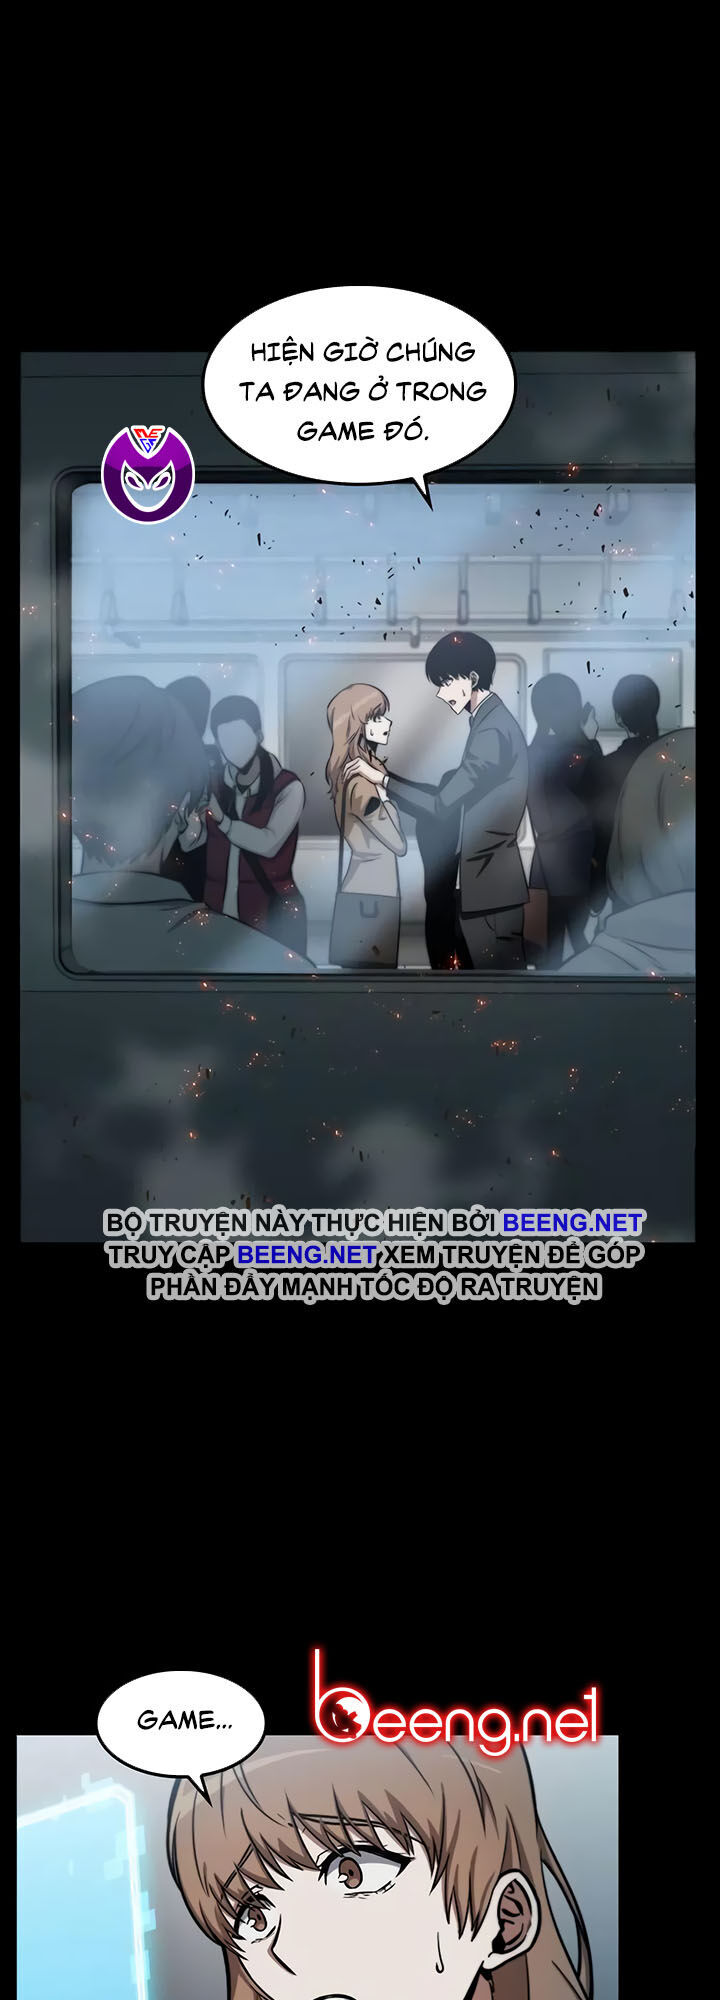 HIỆN GIỜ CHÚNG
TA ĐANG Ở TRONG
GAME ĐÓ.
BỘ TRUYỆN NÀY THỰC HIỆN BỞI BEENG.NET
TRUY CẬP BEENG.NET XEM TRUYỆN ĐỂ GÓP
PHẦN ĐẨY MẠNH TỐC ĐỘ RA TRUYỆN
beeng.net
GAME...